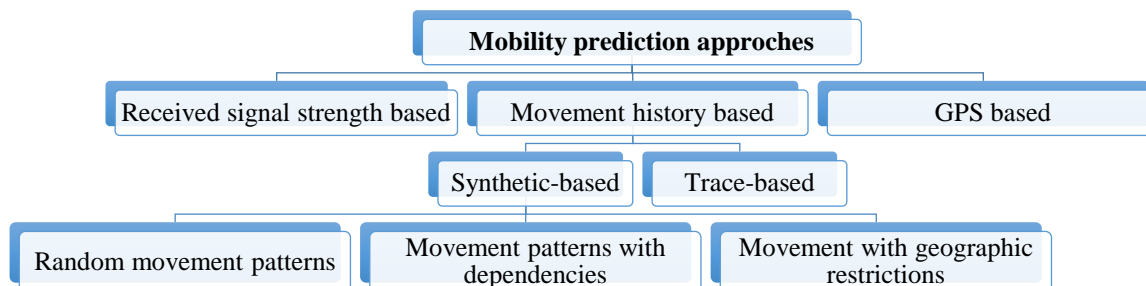 Mobility prediction approches
Received signal strength based
Movement history based
GPS based
Synthetic-based
Trace-based
Random movement patterns
Movement patterns with
dependencies
Movement with geographic
restrictions